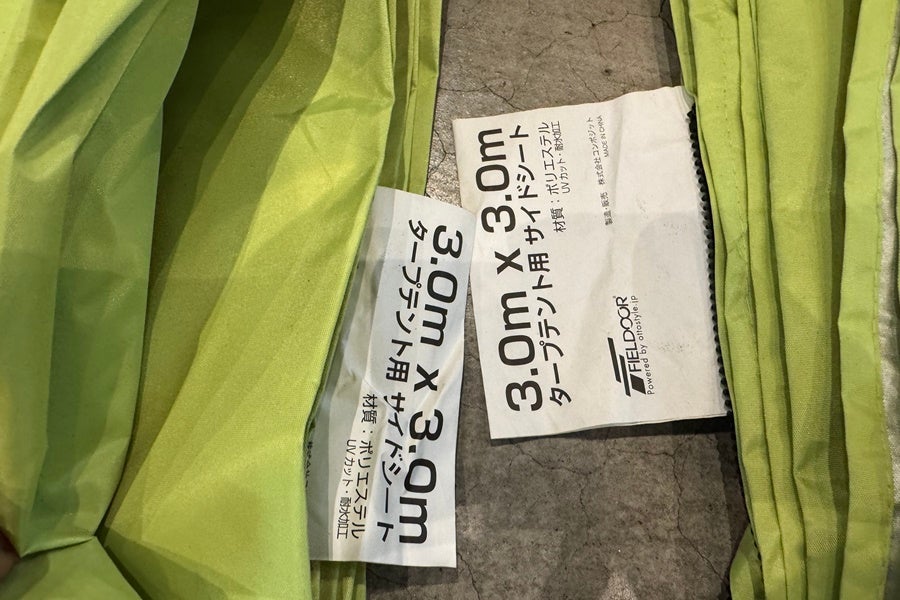 3.0m x 3.0m
タープテント用 サイドシート
材質:ポリエステル
UVカット・耐水加工
3.0m x 3.0m
タープテント用 サイドシート
材質:ポリエステル
UVカット・耐水加工
製造・販売 株式会社コンポジット
MADE IN CHINA
FIELDOOR
Powered by ottostyle.jp